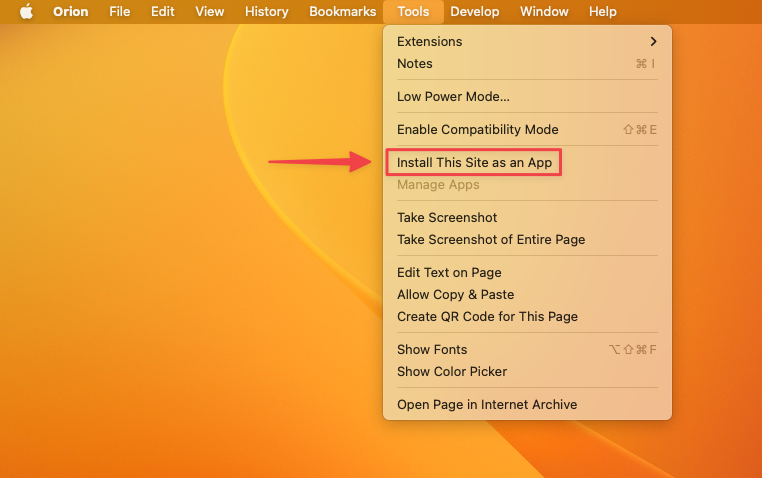 Orion File Edit View History Bookmarks Tools Develop Window Help
Extensions
Notes ⌘ I
Low Power Mode...
Enable Compatibility Mode ⇧⌘E
Install This Site as an App
Manage Apps
Take Screenshot
Take Screenshot of Entire Page
Edit Text on Page
Allow Copy & Paste
Create QR Code for This Page
Show Fonts ⌥⇧⌘F
Show Color Picker
Open Page in Internet Archive